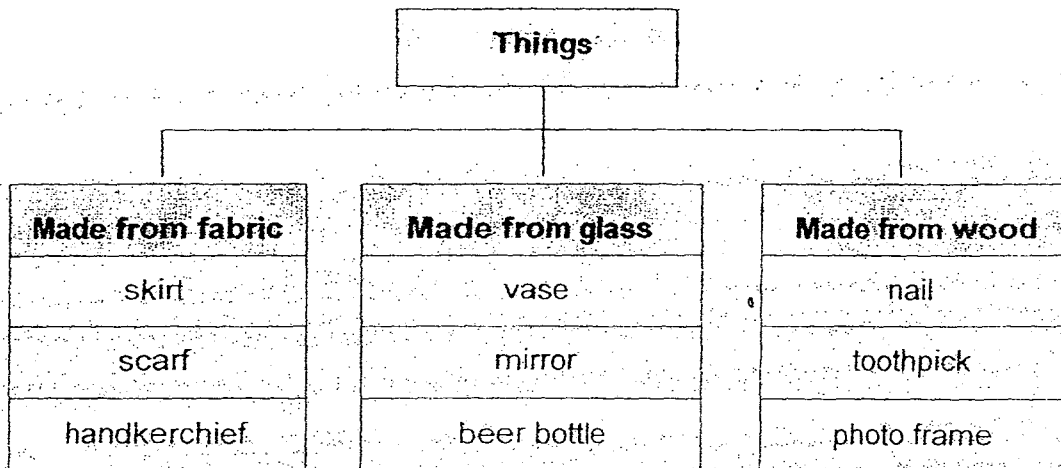 Things
Made from fabric
skirt
scarf
handkerchief
Made from glass
vase
mirror
beer bottle
Made from wood
nail
toothpick
photo frame